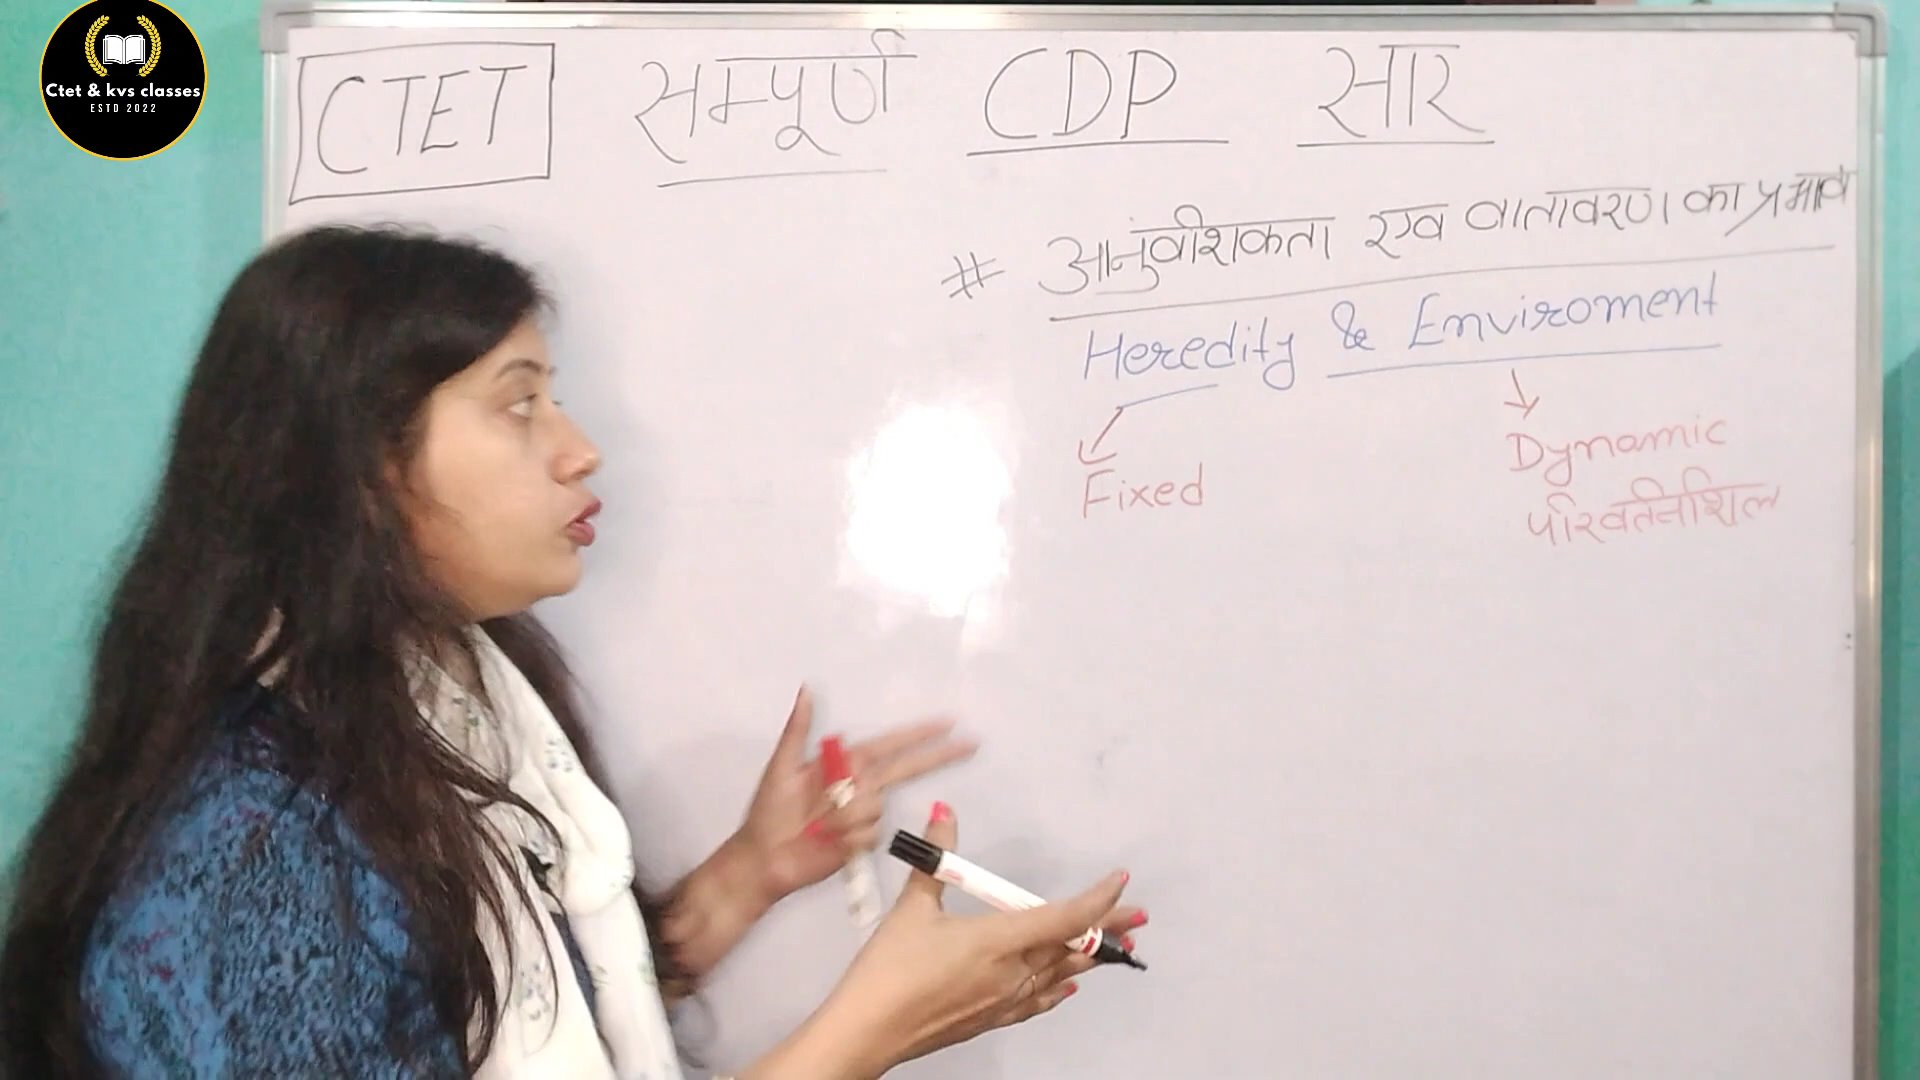 Ctet & kvs classes
ESTD 2022
CTET सम्पूर्ण CDP सार
# आनुवंशिकता एव वातावरण का प्रभाव
Heredity & Enviroment
Fixed
Dynamic
परिवर्तनशिल